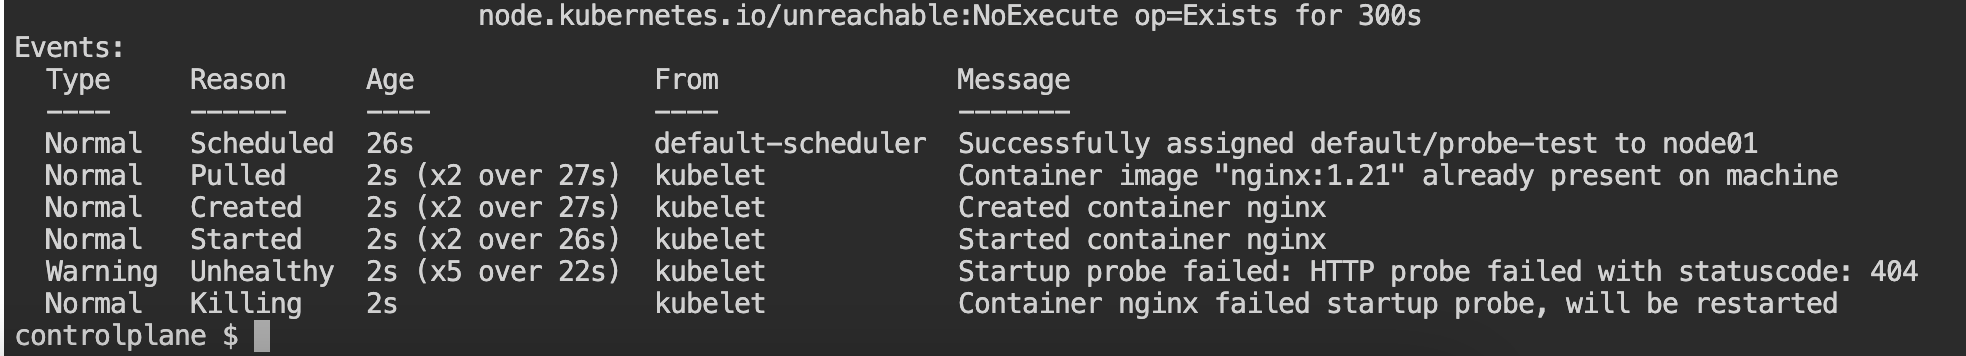 node.kubernetes.io/unreachable:NoExecute op=Exists for 300s
Events:
Type Reason Age From Message
---- ------ ---- ---- -------
Normal Scheduled 26s default-scheduler Successfully assigned default/probe-test to node01
Normal Pulled 2s (x2 over 27s) kubelet Container image "nginx:1.21" already present on machine
Normal Created 2s (x2 over 27s) kubelet Created container nginx
Normal Started 2s (x2 over 26s) kubelet Started container nginx
Warning Unhealthy 2s (x5 over 22s) kubelet Startup probe failed: HTTP probe failed with statuscode: 404
Normal Killing 2s kubelet Container nginx failed startup probe, will be restarted
controlplane $